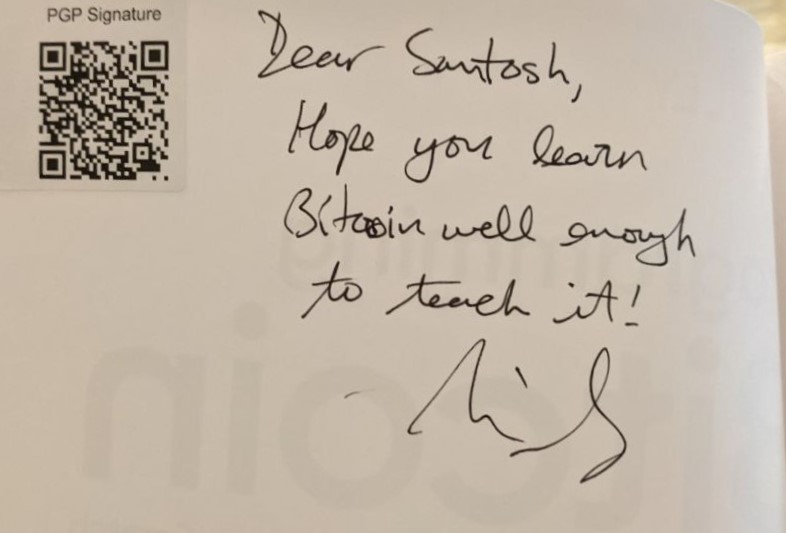 PGP Signature
Dear Santosh,
Hope you learn
Bitcoin well enough
to teach it!